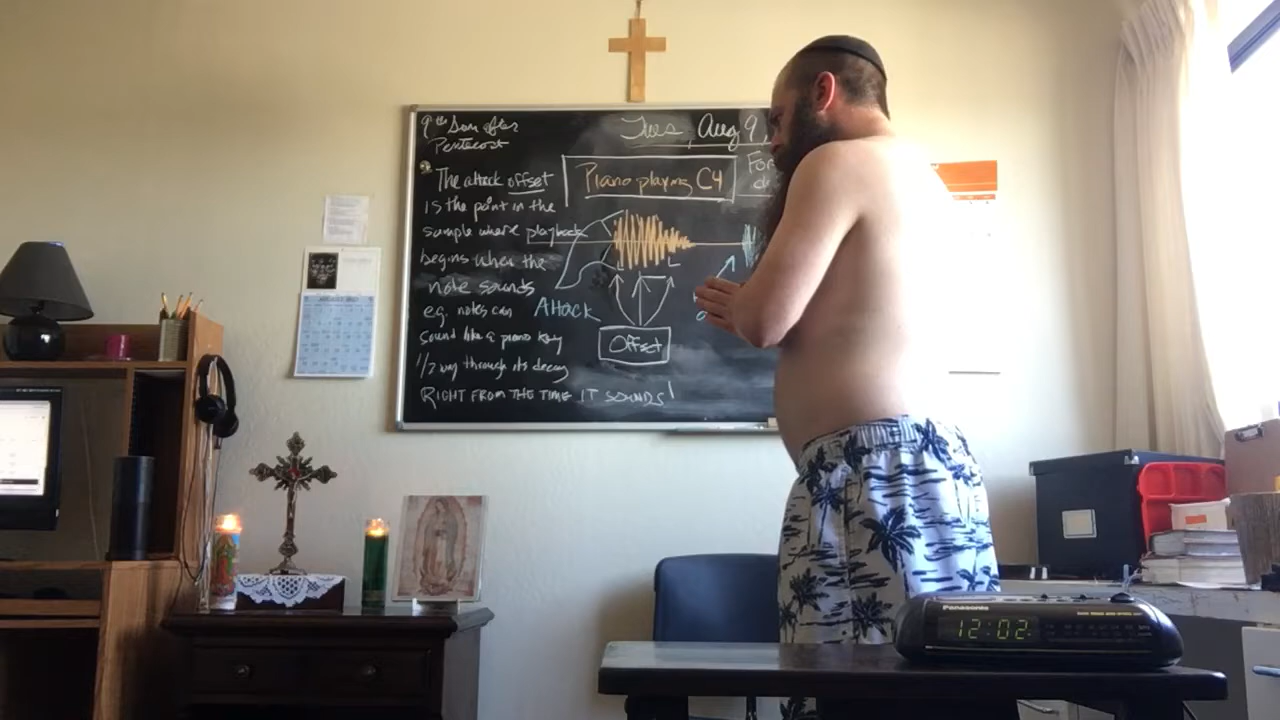 9th Sun after
Pentecost
Tues, Aug 9,
The attack offset
is the point in the
sample where playback
begins when the
note sounds
e.g. notes can
sound like a piano key
1/2 way through its decay
RIGHT FROM THE TIME IT SOUNDS!
Piano playing C4
For
Attack
Offset
AUGUST
Panasonic
12:02